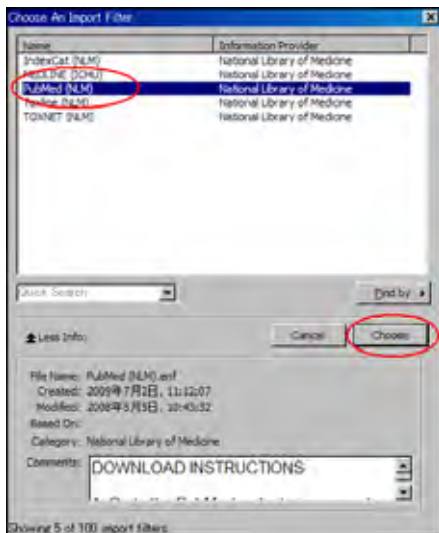 Choose An Import Filter
Name Information Provider
IndexCat (NLM) National Library of Medicine
MEDLINE (ICMJ) National Library of Medicine
PubMed (NLM) National Library of Medicine
Toxline (NLM) National Library of Medicine
TOXNET (NLM) National Library of Medicine
Quick Search Find by
Less Info: Cancel Choose
File Name: PubMed (NLM).enf
Created: 2009年7月2日, 11:12:07
Modified: 2008年5月5日, 10:43:32
Based On:
Category: National Library of Medicine
Comments: DOWNLOAD INSTRUCTIONS
Showing 5 of 100 import filters.